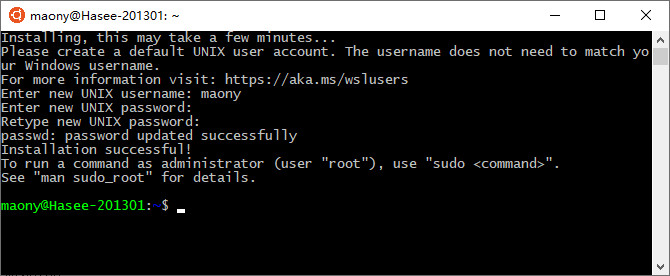 maony@Hasee-201301: ~
Installing, this may take a few minutes...
Please create a default UNIX user account. The username does not need to match yo
ur Windows username.
For more information visit: https://aka.ms/wslusers
Enter new UNIX username: maony
Enter new UNIX password:
Retype new UNIX password:
passwd: password updated successfully
Installation successful!
To run a command as administrator (user "root"), use "sudo <command>".
See "man sudo_root" for details.
maony@Hasee-201301:~$